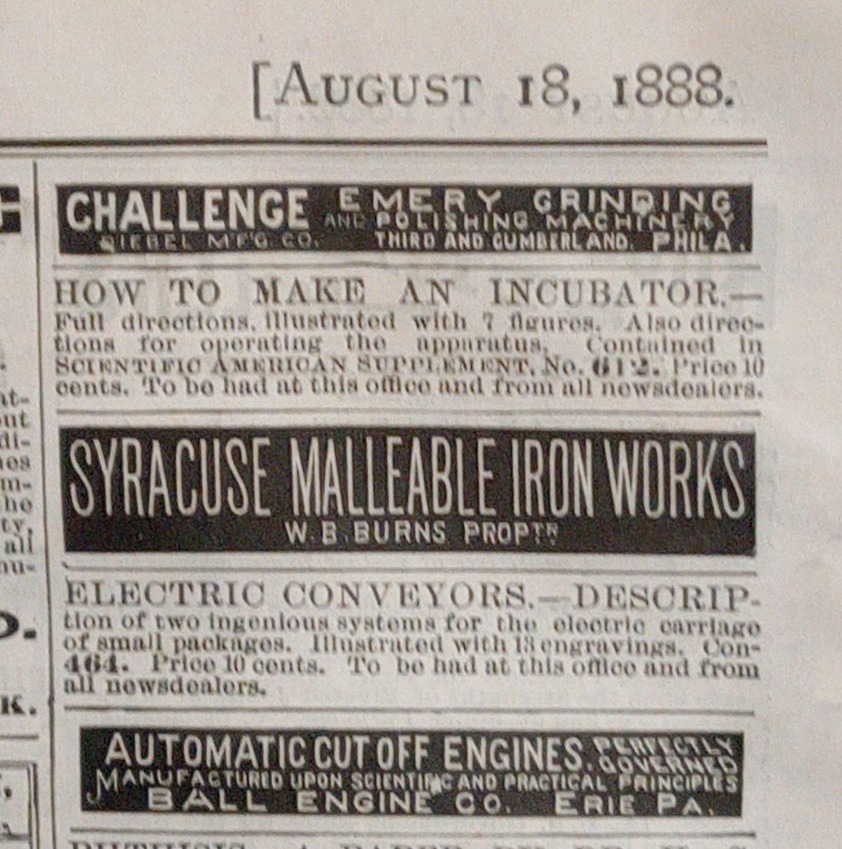 [AUGUST 18, 1888.
CHALLENGE EMERY GRINDING
AND POLISHING MACHINERY
MF'G. CO. THIRD AND CUMBERLAND. PHILA.
HOW TO MAKE AN INCUBATOR.—
Full directions, illustrated with 7 figures. Also direc-
tions for operating the apparatus. Contained in
SCIENTIFIC AMERICAN SUPPLEMENT, No. 612. Price 10
cents. To be had at this office and from all newsdealers.
SYRACUSE MALLEABLE IRON WORKS
W. B. BURNS PROPTR
ELECTRIC CONVEYORS.—DESCRIP-
tion of two ingenious systems for the electric carriage
of small packages. Illustrated with 13 engravings. Con-
464. Price 10 cents. To be had at this office and from
all newsdealers.
AUTOMATIC CUT OFF ENGINES. PERFECTLY GOVERNED
MANUFACTURED UPON SCIENTIFIC AND PRACTICAL PRINCIPLES
BALL ENGINE CO. ERIE PA.